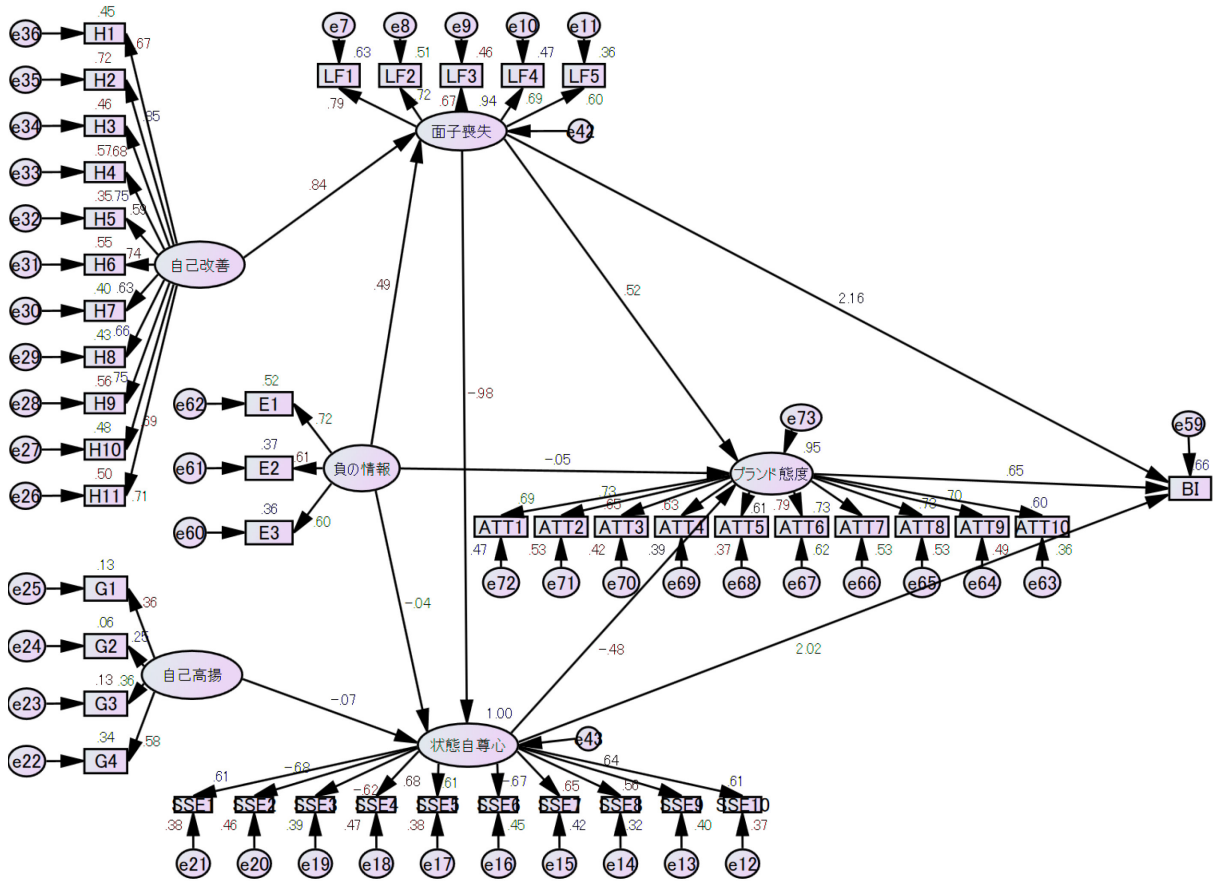 e7 e8 e9 e10 e11
.63 .51 .46 .47 .36
LF1 LF2 LF3 LF4 LF5
.79 .72 .67 .94 .69 .60
面子喪失
e42
e36 .45 H1 .67
e35 .72 H2 .85
e34 .46 H3 .68
e33 .57 H4 .75
e32 .35 H5 .59
e31 .55 H6 .74
e30 .40 H7 .63
e29 .43 H8 .66
e28 .56 H9 .75
e27 .48 H10 .69
e26 .50 H11 .71
自己改善
.84
.49
.52
2.16
-.98
e62 .52 E1 .72
e61 .37 E2 .61
e60 .36 E3 .60
負の情報
-.05
-.04
e73
.95
ブランド態度
.65
e59
.66
BI
.69 .73 .65 .63 .61 .79 .73 .73 .70 .60
ATT1 ATT2 ATT3 ATT4 ATT5 ATT6 ATT7 ATT8 ATT9 ATT10
.47 .53 .42 .39 .37 .62 .53 .53 .49 .36
e72 e71 e70 e69 e68 e67 e66 e65 e64 e63
e25 .13 G1 .36
e24 .06 G2 .25
e23 .13 G3 .36
e22 .34 G4 .58
自己高揚
-.07
-.48
2.02
1.00
状態自尊心
e43
.61 -.68 -.62 .68 .61 -.67 .65 .56 .64 .61
SSE1 SSE2 SSE3 SSE4 SSE5 SSE6 SSE7 SSE8 SSE9 SSE10
.38 .46 .39 .47 .38 .45 .42 .32 .40 .37
e21 e20 e19 e18 e17 e16 e15 e14 e13 e12